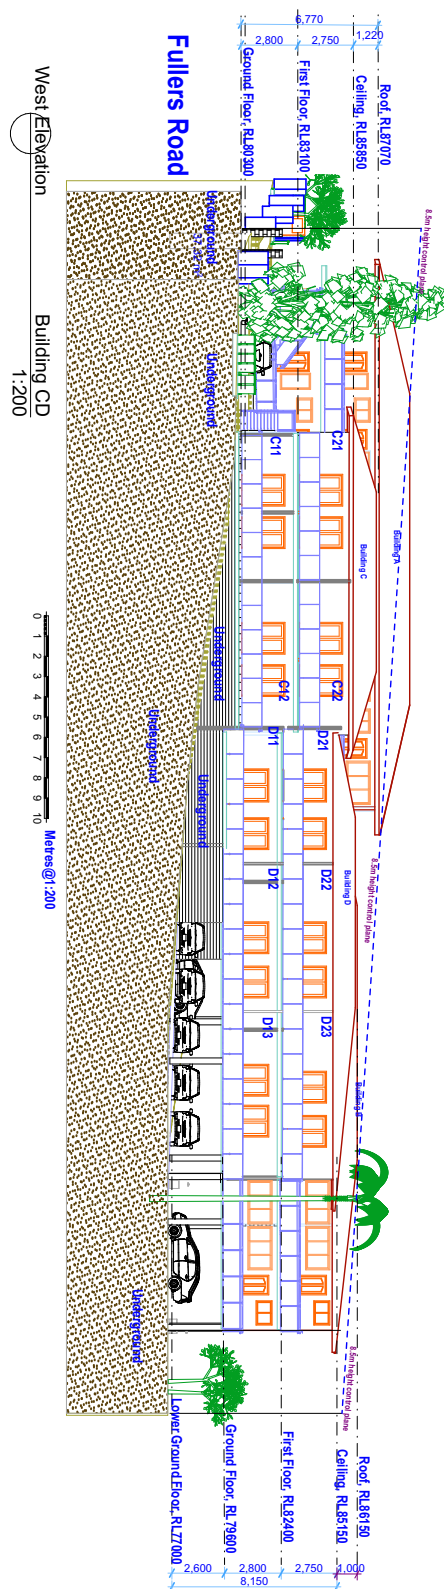 6,770
2,800
2,750
1,220
Roof, RL87070
Ceiling, RL85850
First Floor, RL83100
Ground Floor, RL80300
Fullers Road
8.5m height control plane
Underground
Underground
C21
C11
Building A
Building C
C22
C12
Underground
D21
D11
Underground
Underground
8.5m height control plane
D22
D12
Building D
D23
D13
Building B
Underground
8.5m height control plane
Roof, RL86150
Ceiling, RL85150
First Floor, RL82400
Ground Floor, RL79600
Lower Ground Floor, RL77000
2,600
2,800
2,750
1,000
8,150
West Elevation
Building CD
1:200
0 1 2 3 4 5 6 7 8 9 10
Metres@1:200